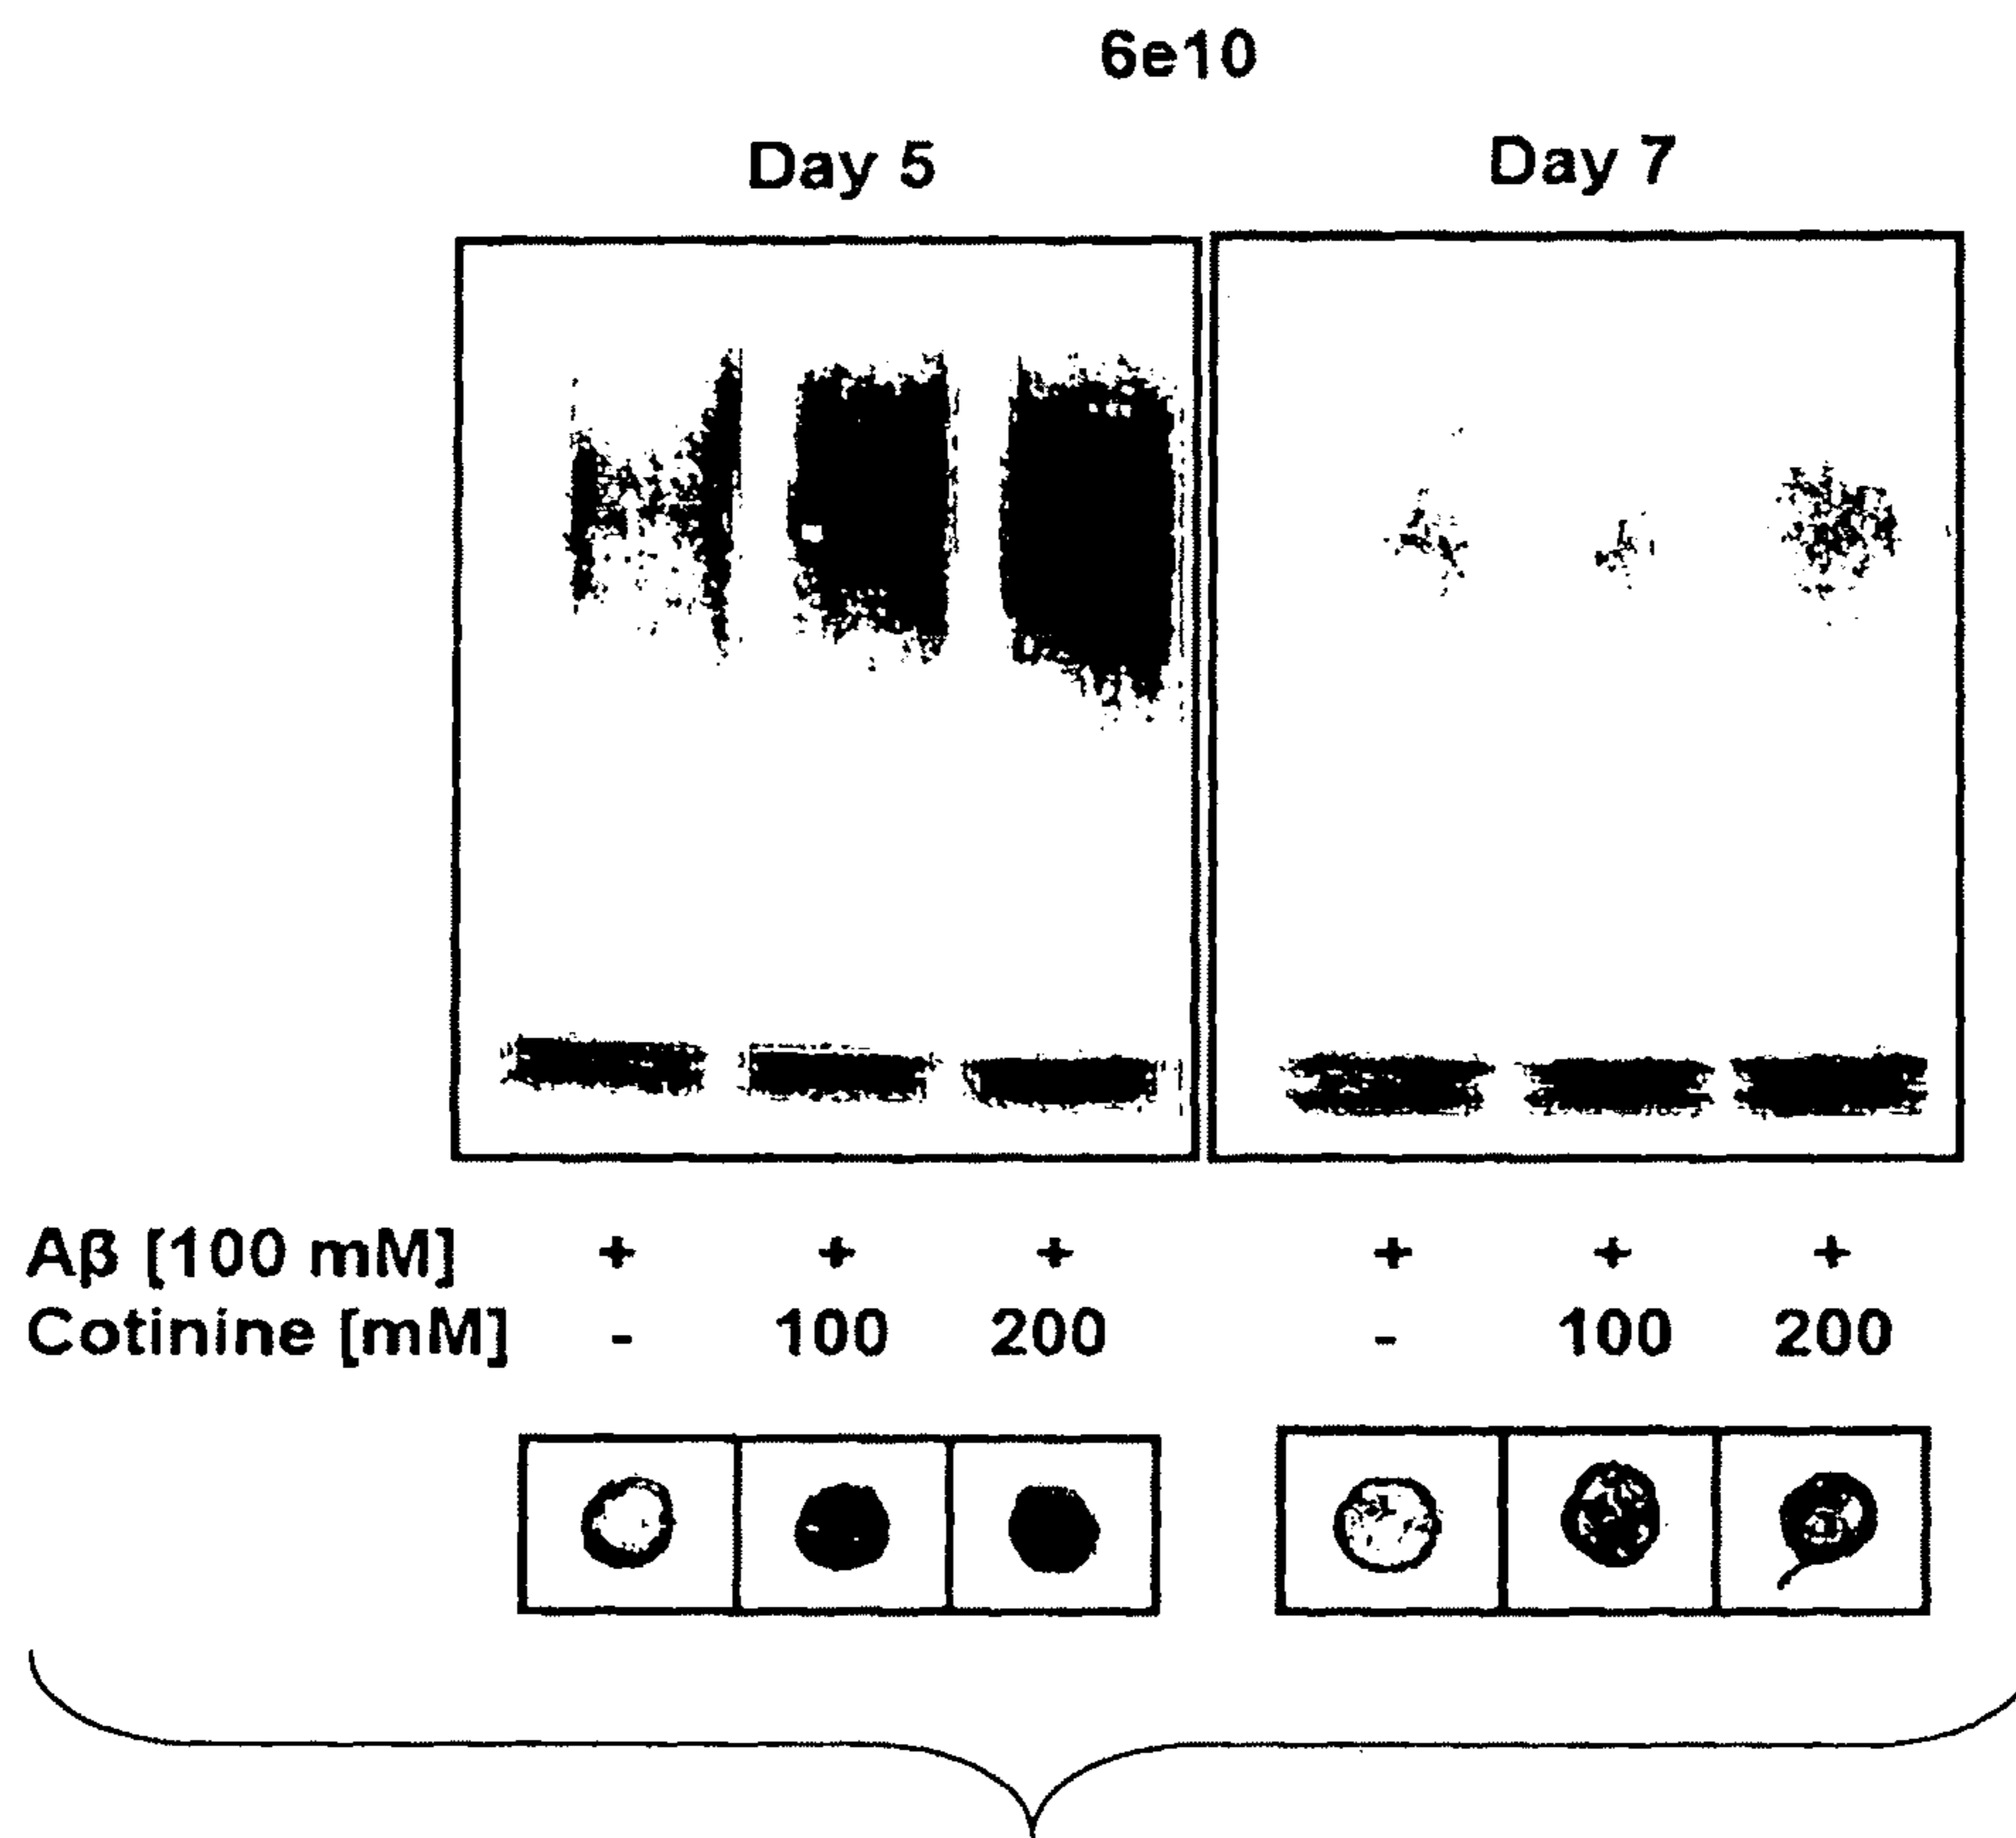 6e10
Day 5 Day 7
Aβ [100 mM] + + + + + +
Cotinine [mM] - 100 200 - 100 200